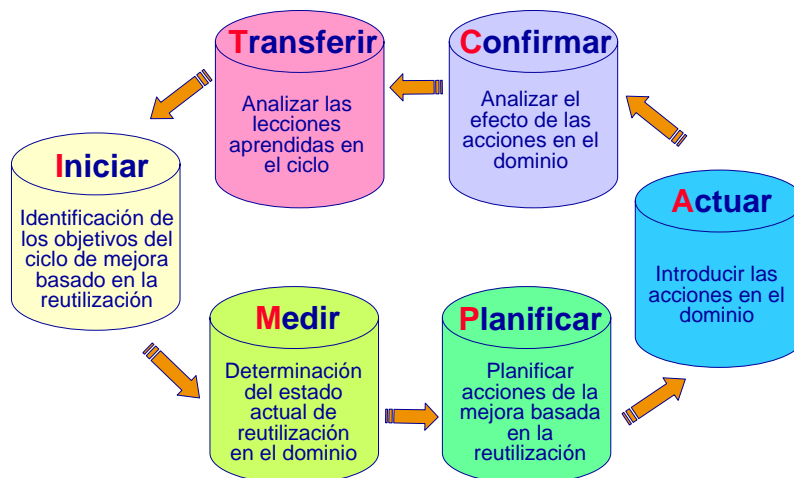 Transferir
Analizar las
lecciones
aprendidas en
el ciclo
Confirmar
Analizar el
efecto de las
acciones en el
dominio
Iniciar
Identificación de
los objetivos del
ciclo de mejora
basado en la
reutilización
Actuar
Introducir las
acciones en el
dominio
Medir
Determinación
del estado
actual de
reutilización
en el dominio
Planificar
Planificar
acciones de la
mejora basada
en la
reutilización